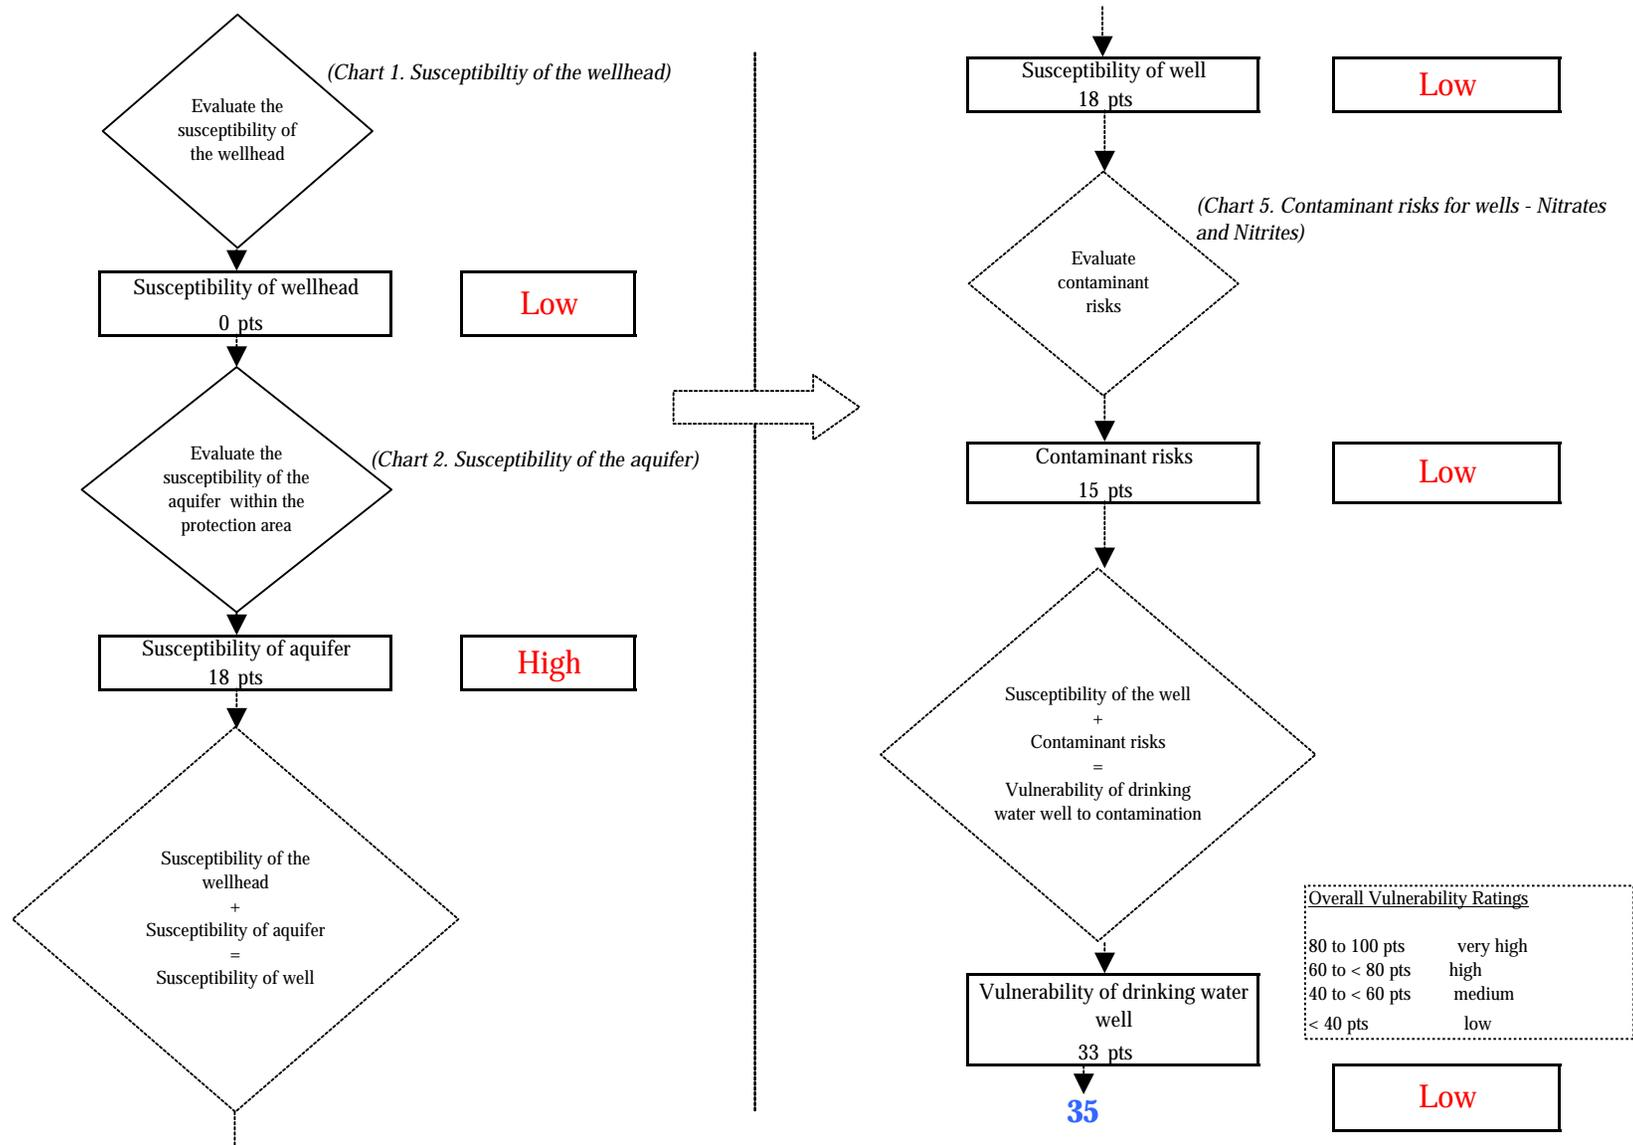 (Chart 1. Susceptibiltiy of the wellhead)
Evaluate the
susceptibility of
the wellhead
Susceptibility of wellhead
0 pts
Low
(Chart 2. Susceptibility of the aquifer)
Evaluate the
susceptibility of the
aquifer within the
protection area
Susceptibility of aquifer
18 pts
High
Susceptibility of the
wellhead
+
Susceptibility of aquifer
=
Susceptibility of well
Susceptibility of well
18 pts
Low
(Chart 5. Contaminant risks for wells - Nitrates
and Nitrites)
Evaluate
contaminant
risks
Contaminant risks
15 pts
Low
Susceptibility of the well
+
Contaminant risks
=
Vulnerability of drinking
water well to contamination
Overall Vulnerability Ratings
80 to 100 pts very high
60 to < 80 pts high
40 to < 60 pts medium
< 40 pts low
Vulnerability of drinking water
well
33 pts
35
Low